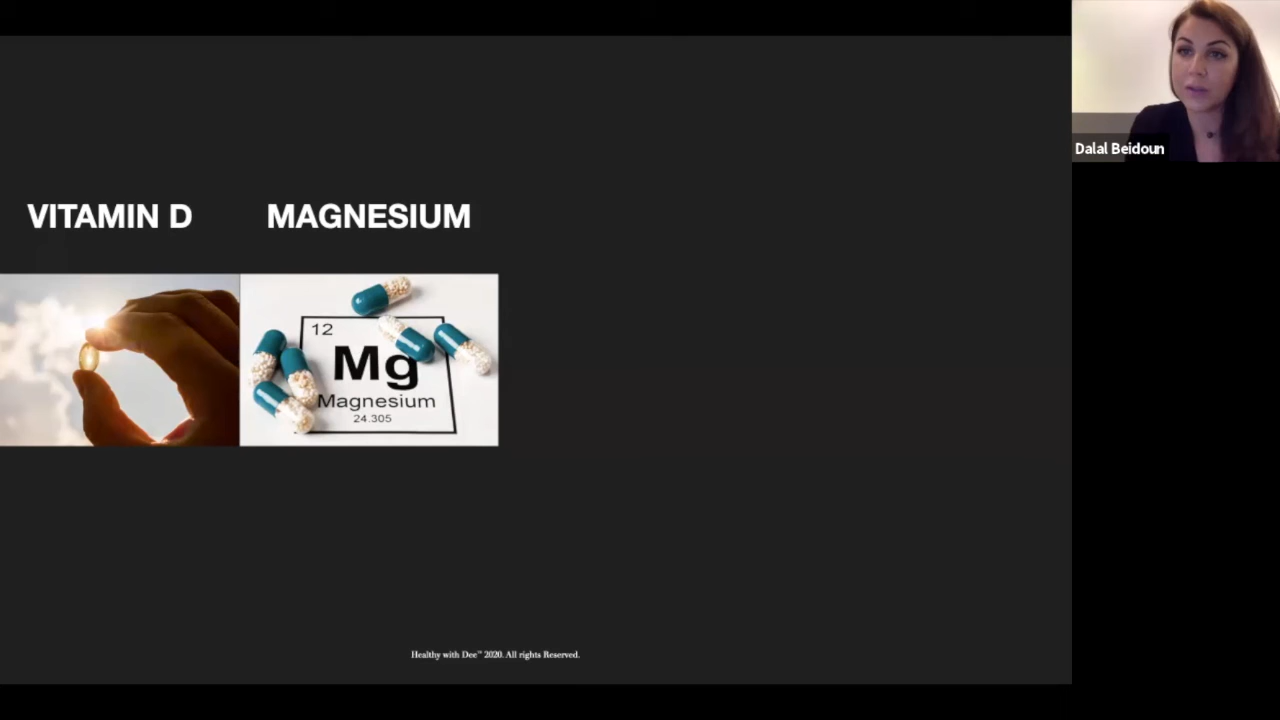 VITAMIN D
MAGNESIUM
12
Mg
Magnesium
24.305
Healthy with Dee™ 2020. All rights Reserved.
Dalal Beidoun